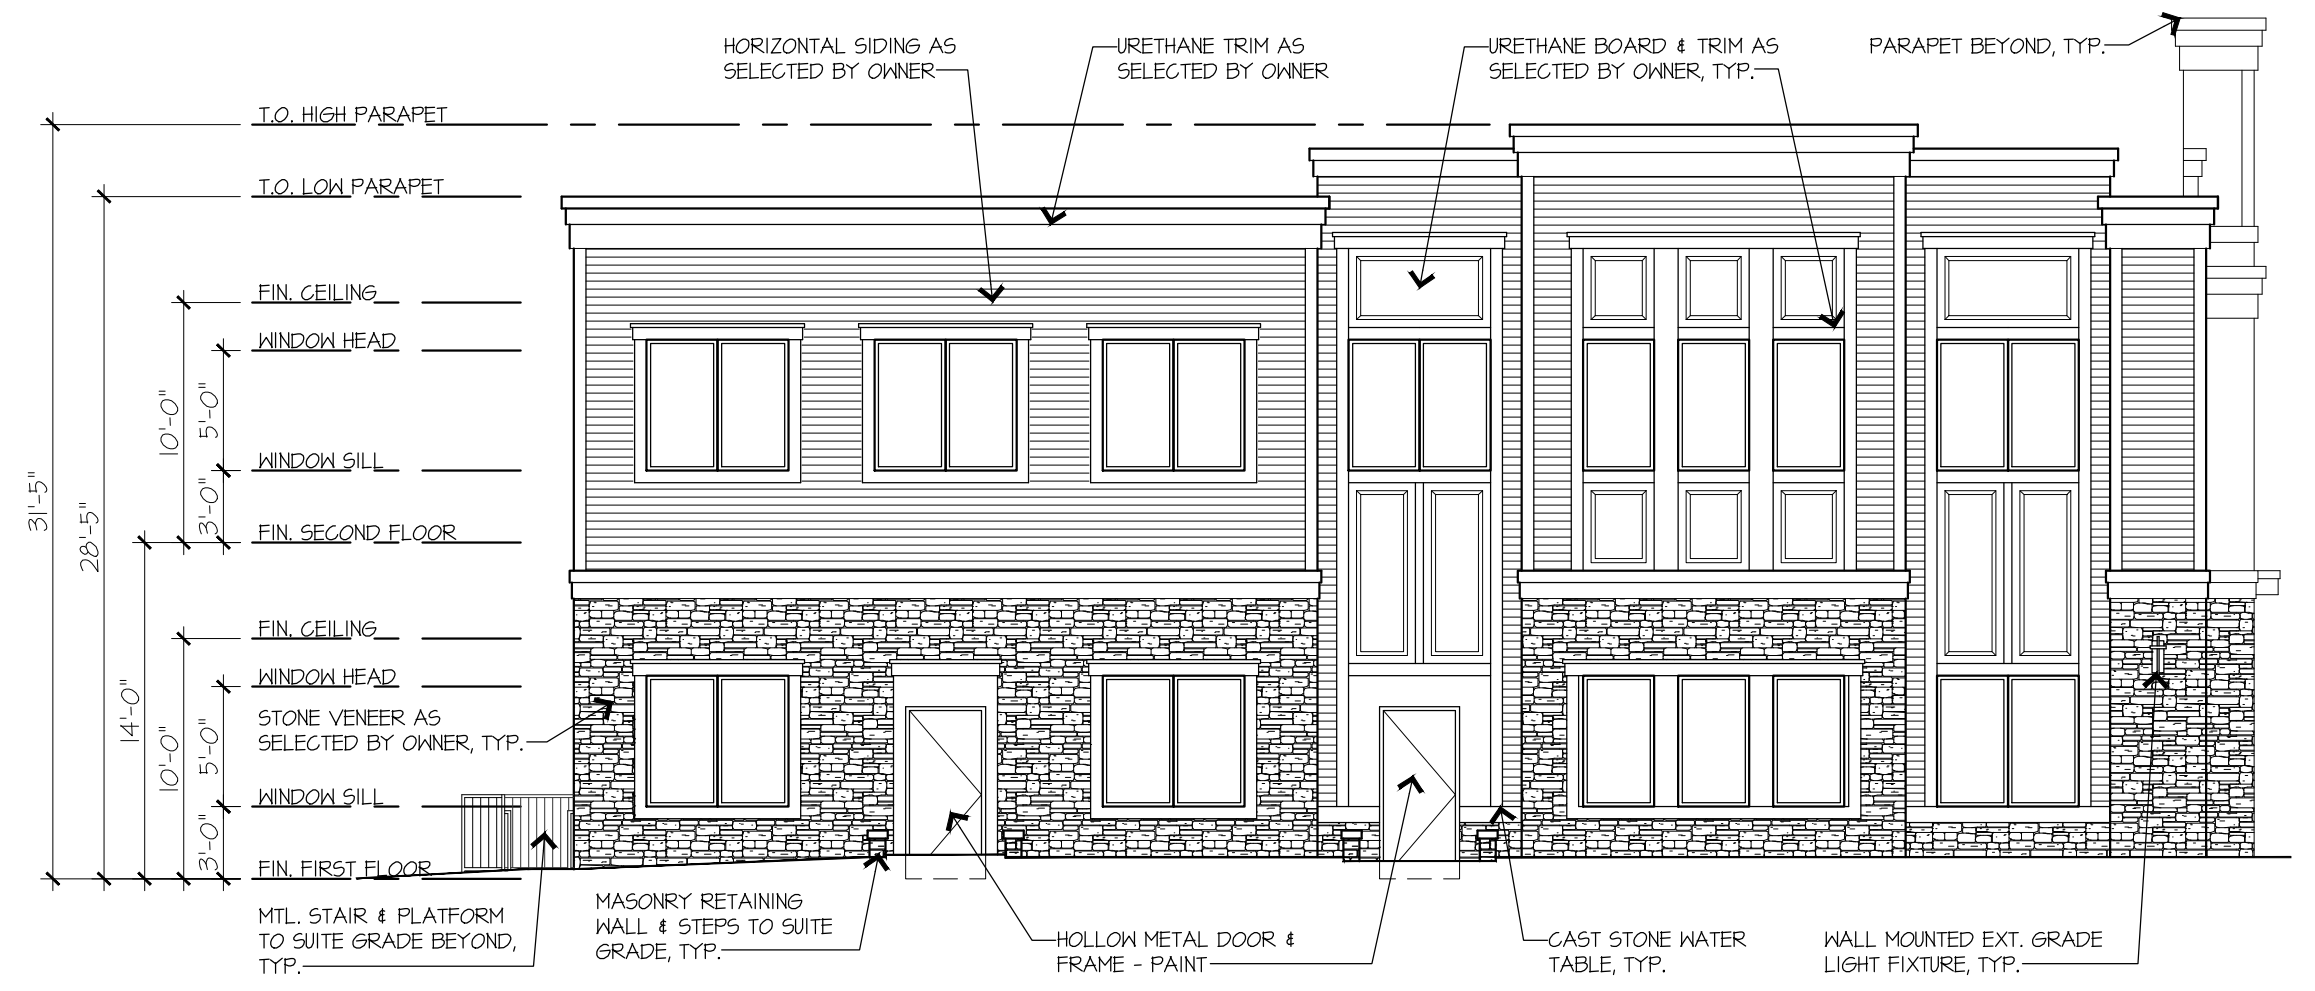 HORIZONTAL SIDING AS
SELECTED BY OWNER
URETHANE TRIM AS
SELECTED BY OWNER
URETHANE BOARD & TRIM AS
SELECTED BY OWNER, TYP.
PARAPET BEYOND, TYP.
T.O. HIGH PARAPET
T.O. LOW PARAPET
FIN. CEILING
WINDOW HEAD
WINDOW SILL
FIN. SECOND FLOOR
FIN. CEILING
WINDOW HEAD
STONE VENEER AS
SELECTED BY OWNER, TYP.
WINDOW SILL
FIN. FIRST FLOOR
31'-5"
28'-5"
14'-0"
10'-0"
5'-0"
3'-0"
10'-0"
5'-0"
3'-0"
MTL. STAIR & PLATFORM
TO SUITE GRADE BEYOND,
TYP.
MASONRY RETAINING
WALL & STEPS TO SUITE
GRADE, TYP.
HOLLOW METAL DOOR &
FRAME - PAINT
CAST STONE WATER
TABLE, TYP.
WALL MOUNTED EXT. GRADE
LIGHT FIXTURE, TYP.